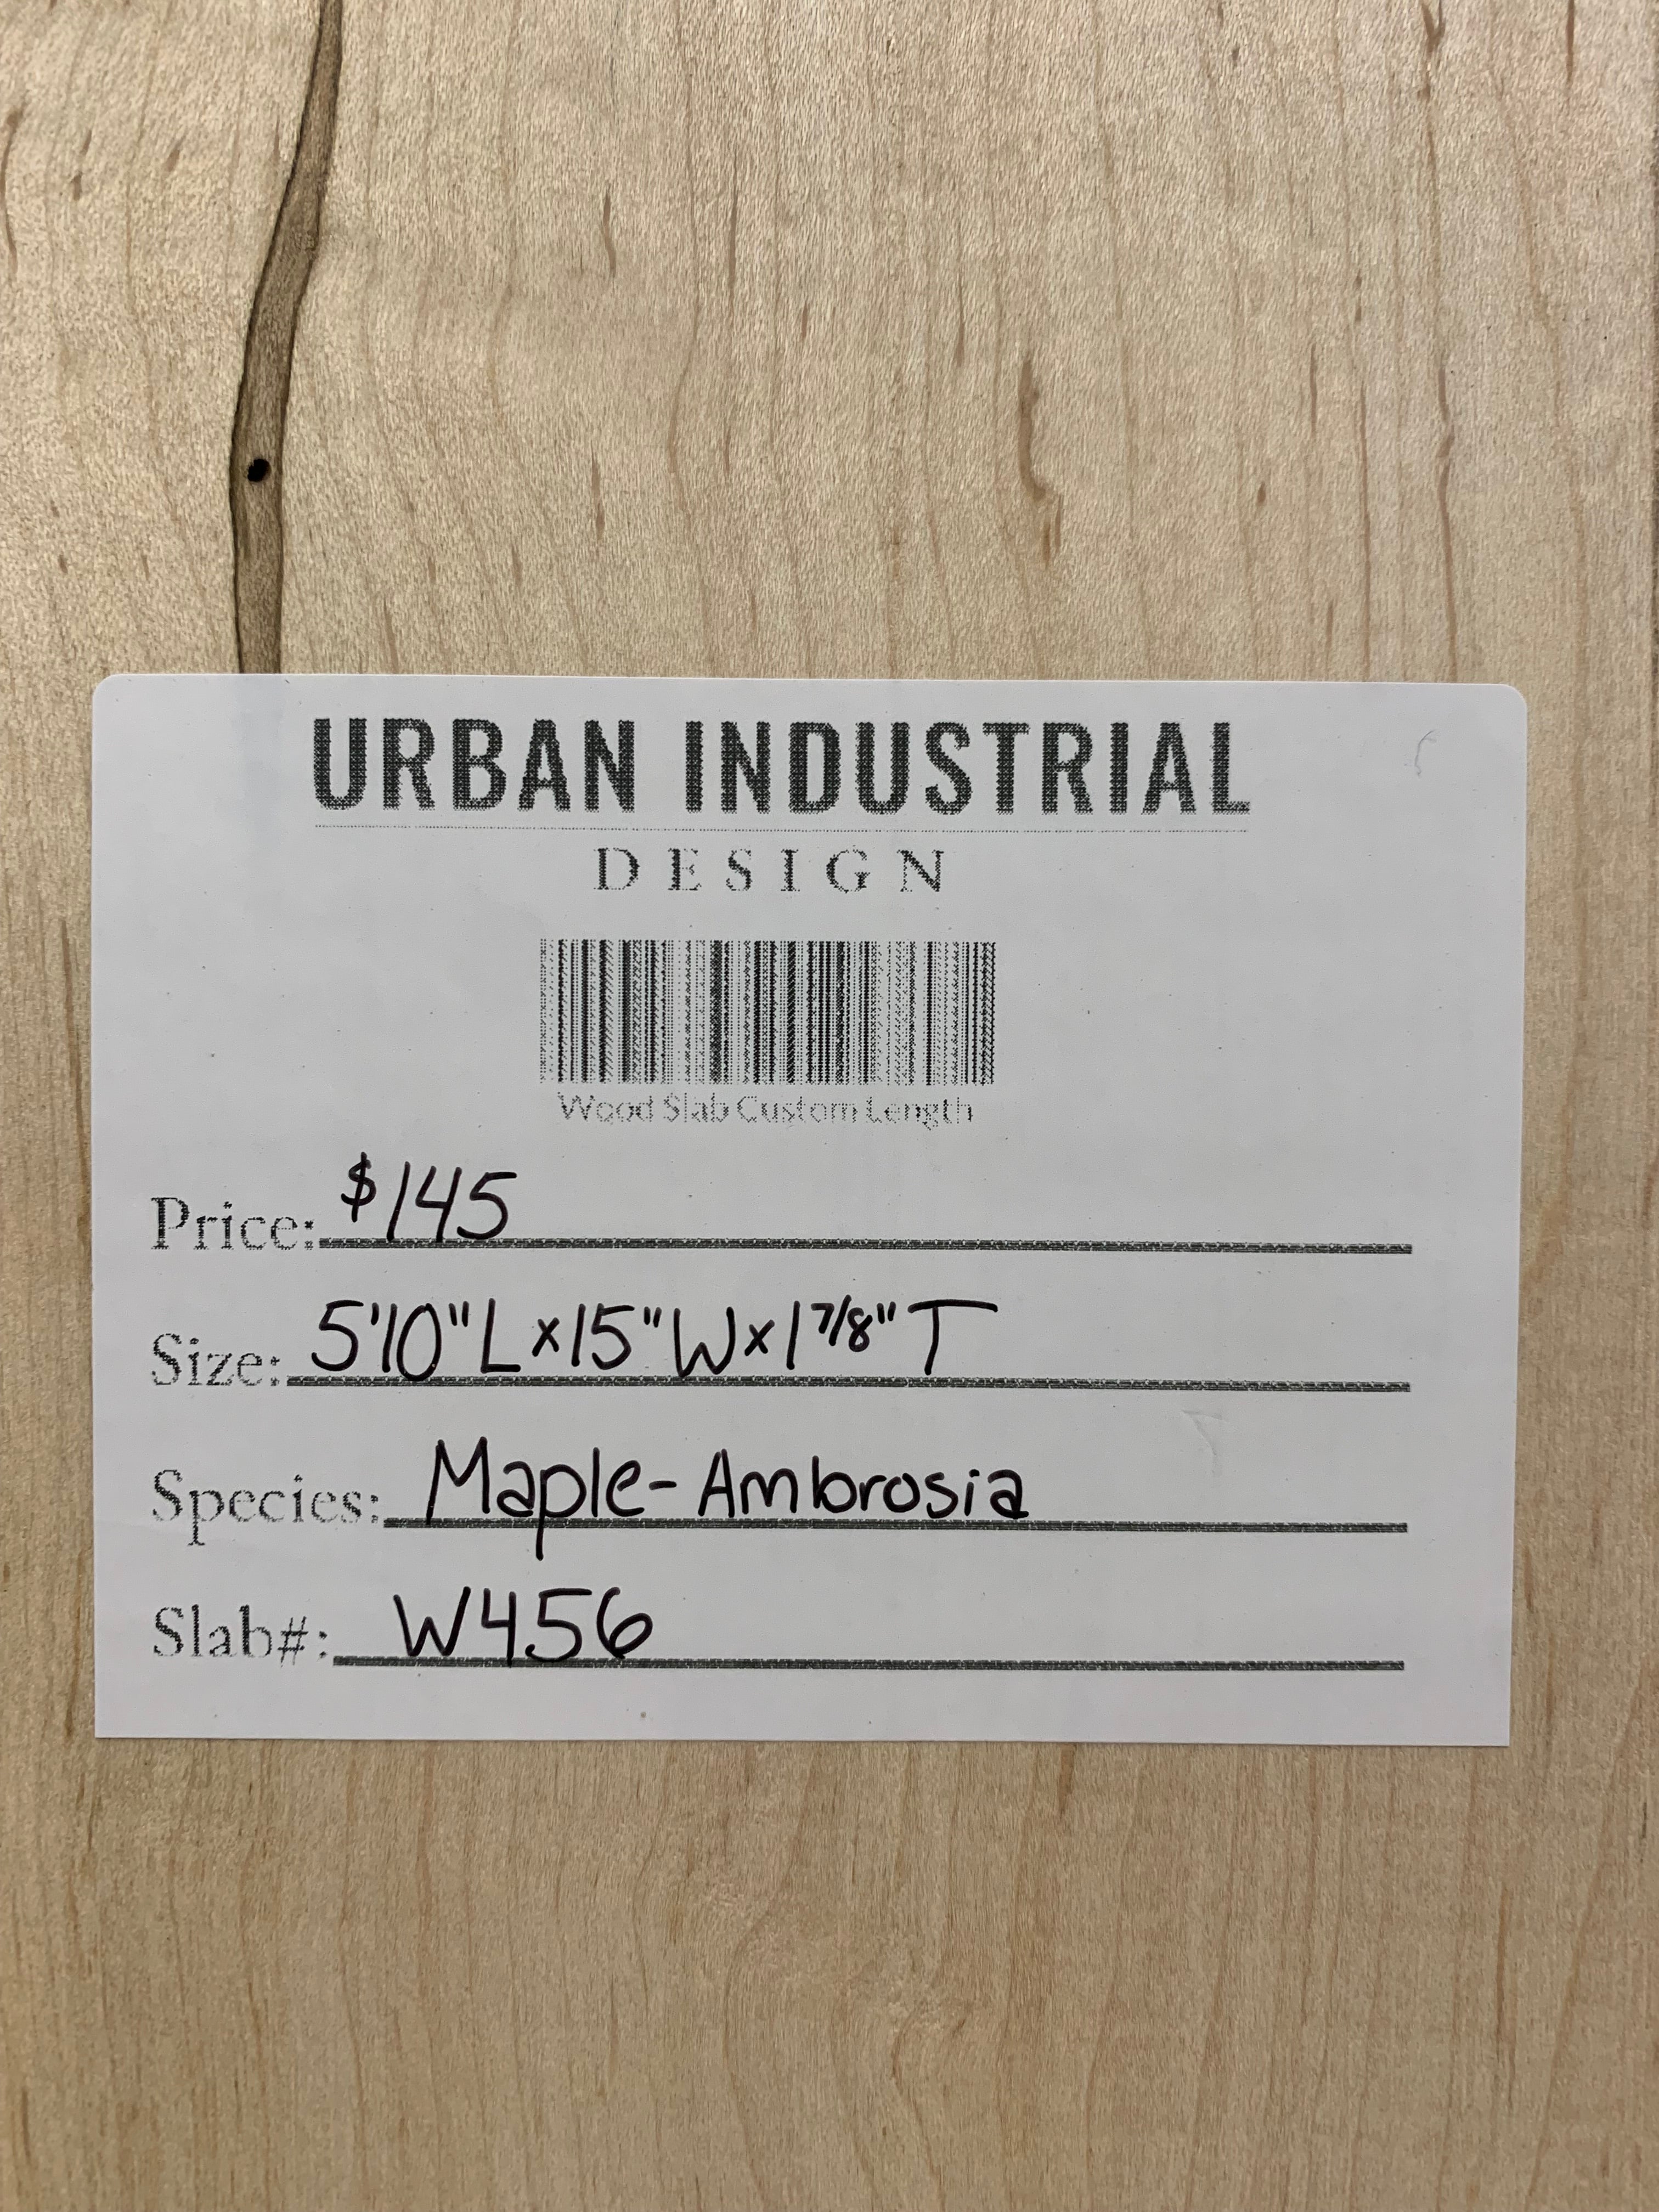 URBAN INDUSTRIAL
DESIGN
Wood Slab Custom Length
Price: $145
Size: 5'10"L x 15"W x 1 7/8"T
Species: Maple-Ambrosia
Slab#: W456